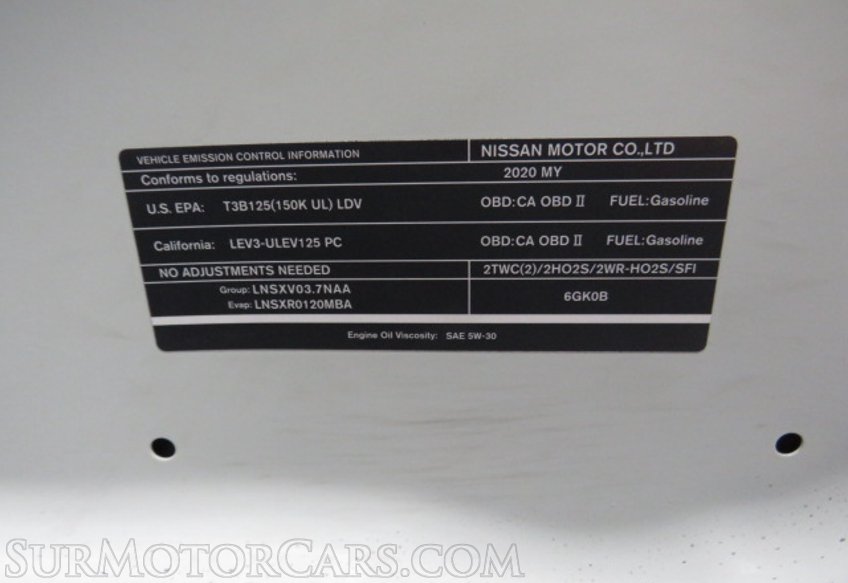 VEHICLE EMISSION CONTROL INFORMATION NISSAN MOTOR CO.,LTD
Conforms to regulations: 2020 MY
U.S. EPA: T3B125(150K UL) LDV OBD:CA OBD II FUEL:Gasoline
California: LEV3-ULEV125 PC OBD:CA OBD II FUEL:Gasoline
NO ADJUSTMENTS NEEDED 2TWC(2)/2HO2S/2WR-HO2S/SFI
Group: LNSXV03.7NAA
Evap: LNSXR0120MBA
6GK0B
Engine Oil Viscosity: SAE 5W-30
SURMOTORCARS.COM